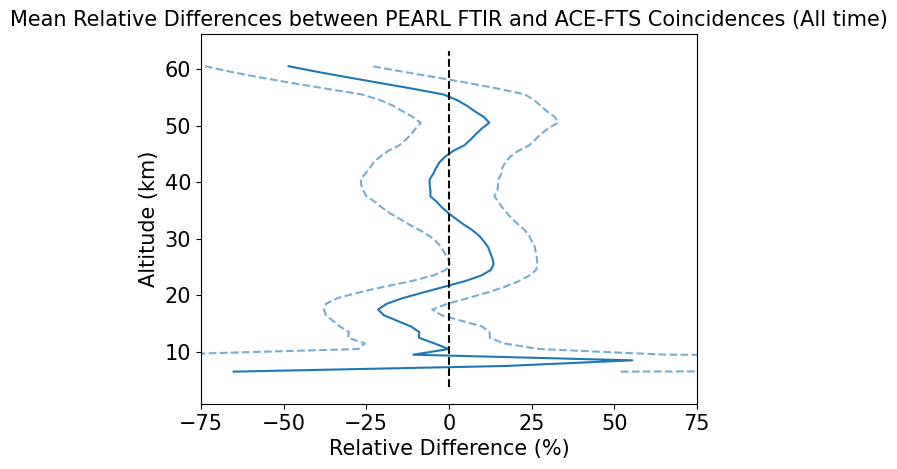 Mean Relative Differences between PEARL FTIR and ACE-FTS Coincidences (All time)
60
50
40
30
20
10
Altitude (km)
−75 −50 −25 0 25 50 75
Relative Difference (%)